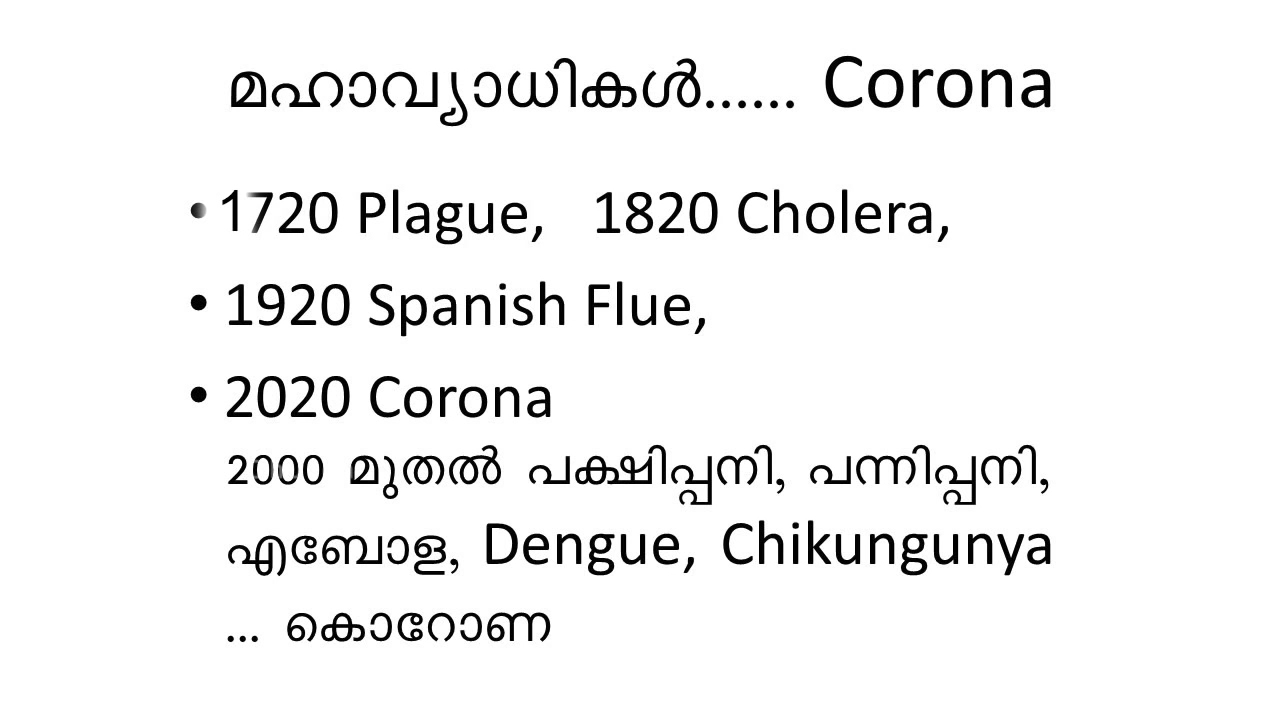 മഹാവ്യാധികൾ...... Corona
• 1720 Plague, 1820 Cholera,
• 1920 Spanish Flue,
• 2020 Corona
2000 മുതൽ പക്ഷിപ്പനി, പന്നിപ്പനി,
എബോള, Dengue, Chikungunya
... കൊറോണ